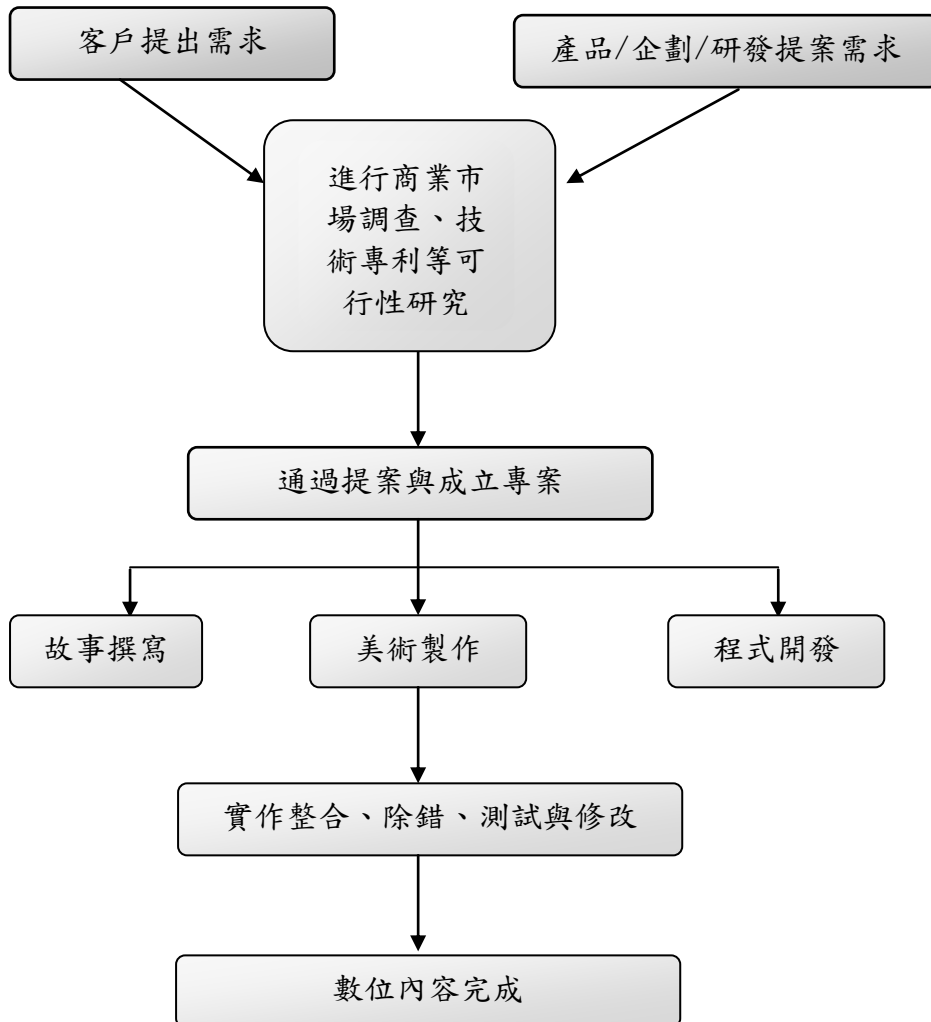 客戶提出需求
產品/企劃/研發提案需求
進行商業市
場調查、技
術專利等可
行性研究
通過提案與成立專案
故事撰寫
美術製作
程式開發
實作整合、除錯、測試與修改
數位內容完成